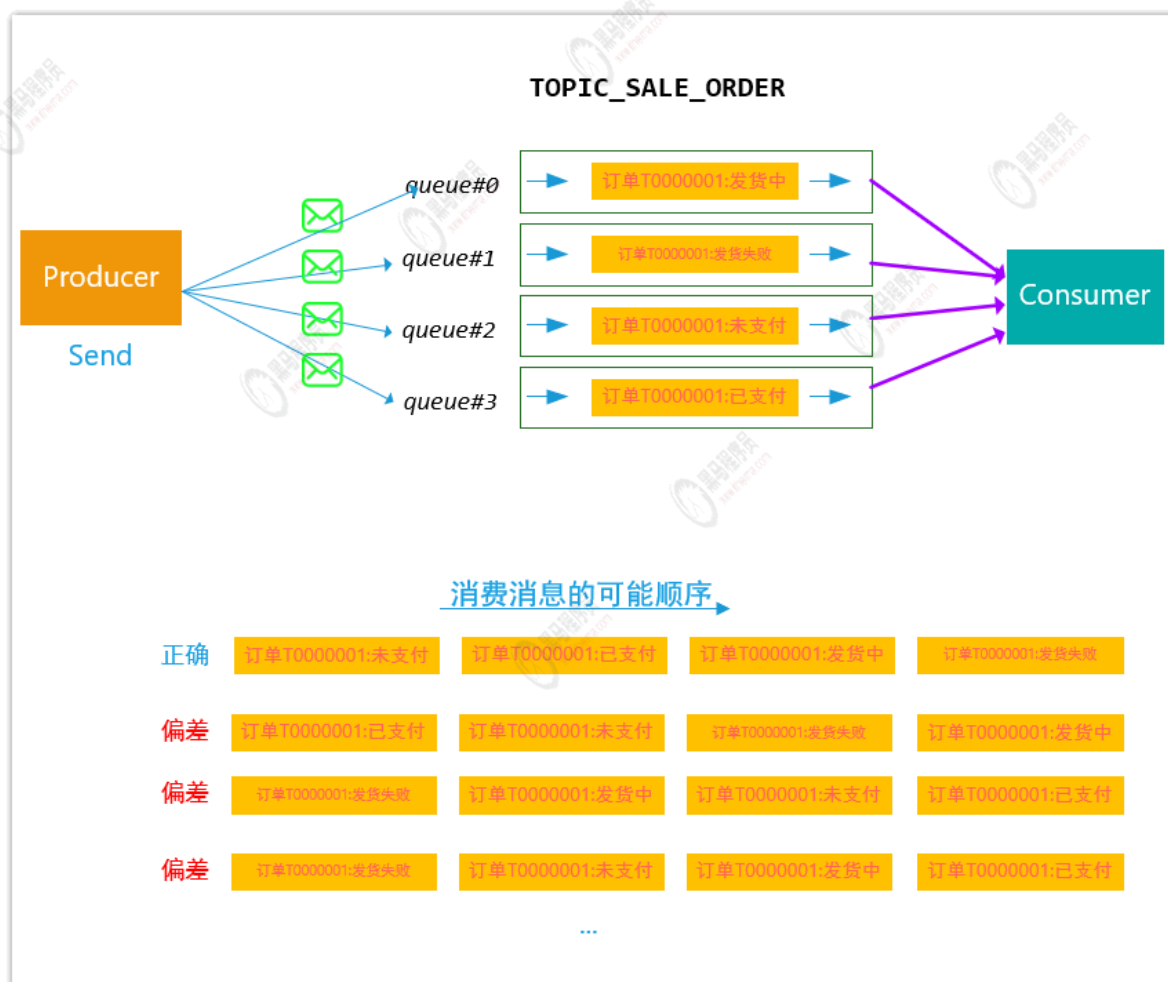 TOPIC_SALE_ORDER
queue#0
订单T0000001:发货中
queue#1
订单T0000001:发货失败
Producer
Consumer
queue#2
订单T0000001:未支付
Send
queue#3
订单T0000001:已支付
消费消息的可能顺序
正确 订单T0000001:未支付 订单T0000001:已支付 订单T0000001:发货中 订单T0000001:发货失败
偏差 订单T0000001:已支付 订单T0000001:未支付 订单T0000001:发货失败 订单T0000001:发货中
偏差 订单T0000001:发货失败 订单T0000001:发货中 订单T0000001:未支付 订单T0000001:已支付
偏差 订单T0000001:发货失败 订单T0000001:未支付 订单T0000001:发货中 订单T0000001:已支付
...
黑马程序员
www.itheima.com